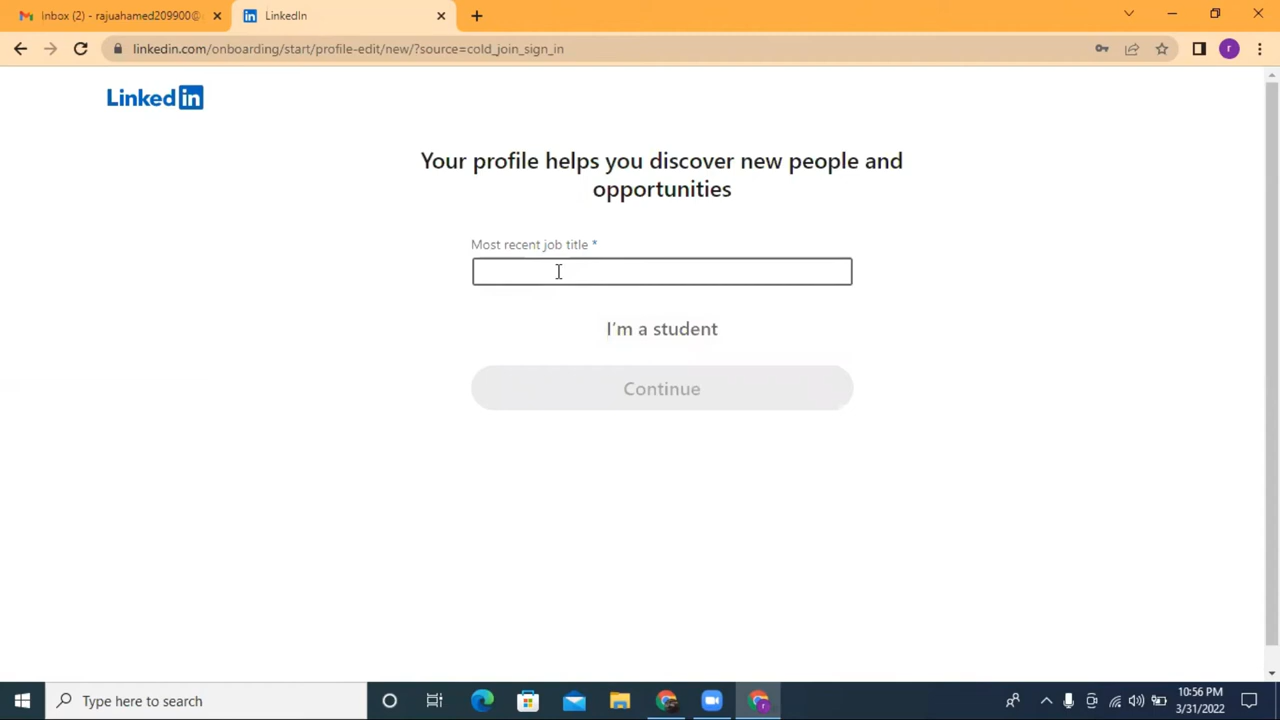 Inbox (2) - rajuahamed209900@
LinkedIn
linkedin.com/onboarding/start/profile-edit/new/?source=cold_join_sign_in
r
LinkedIn
Your profile helps you discover new people and
opportunities
Most recent job title *
I'm a student
Continue
Type here to search
10:56 PM
3/31/2022